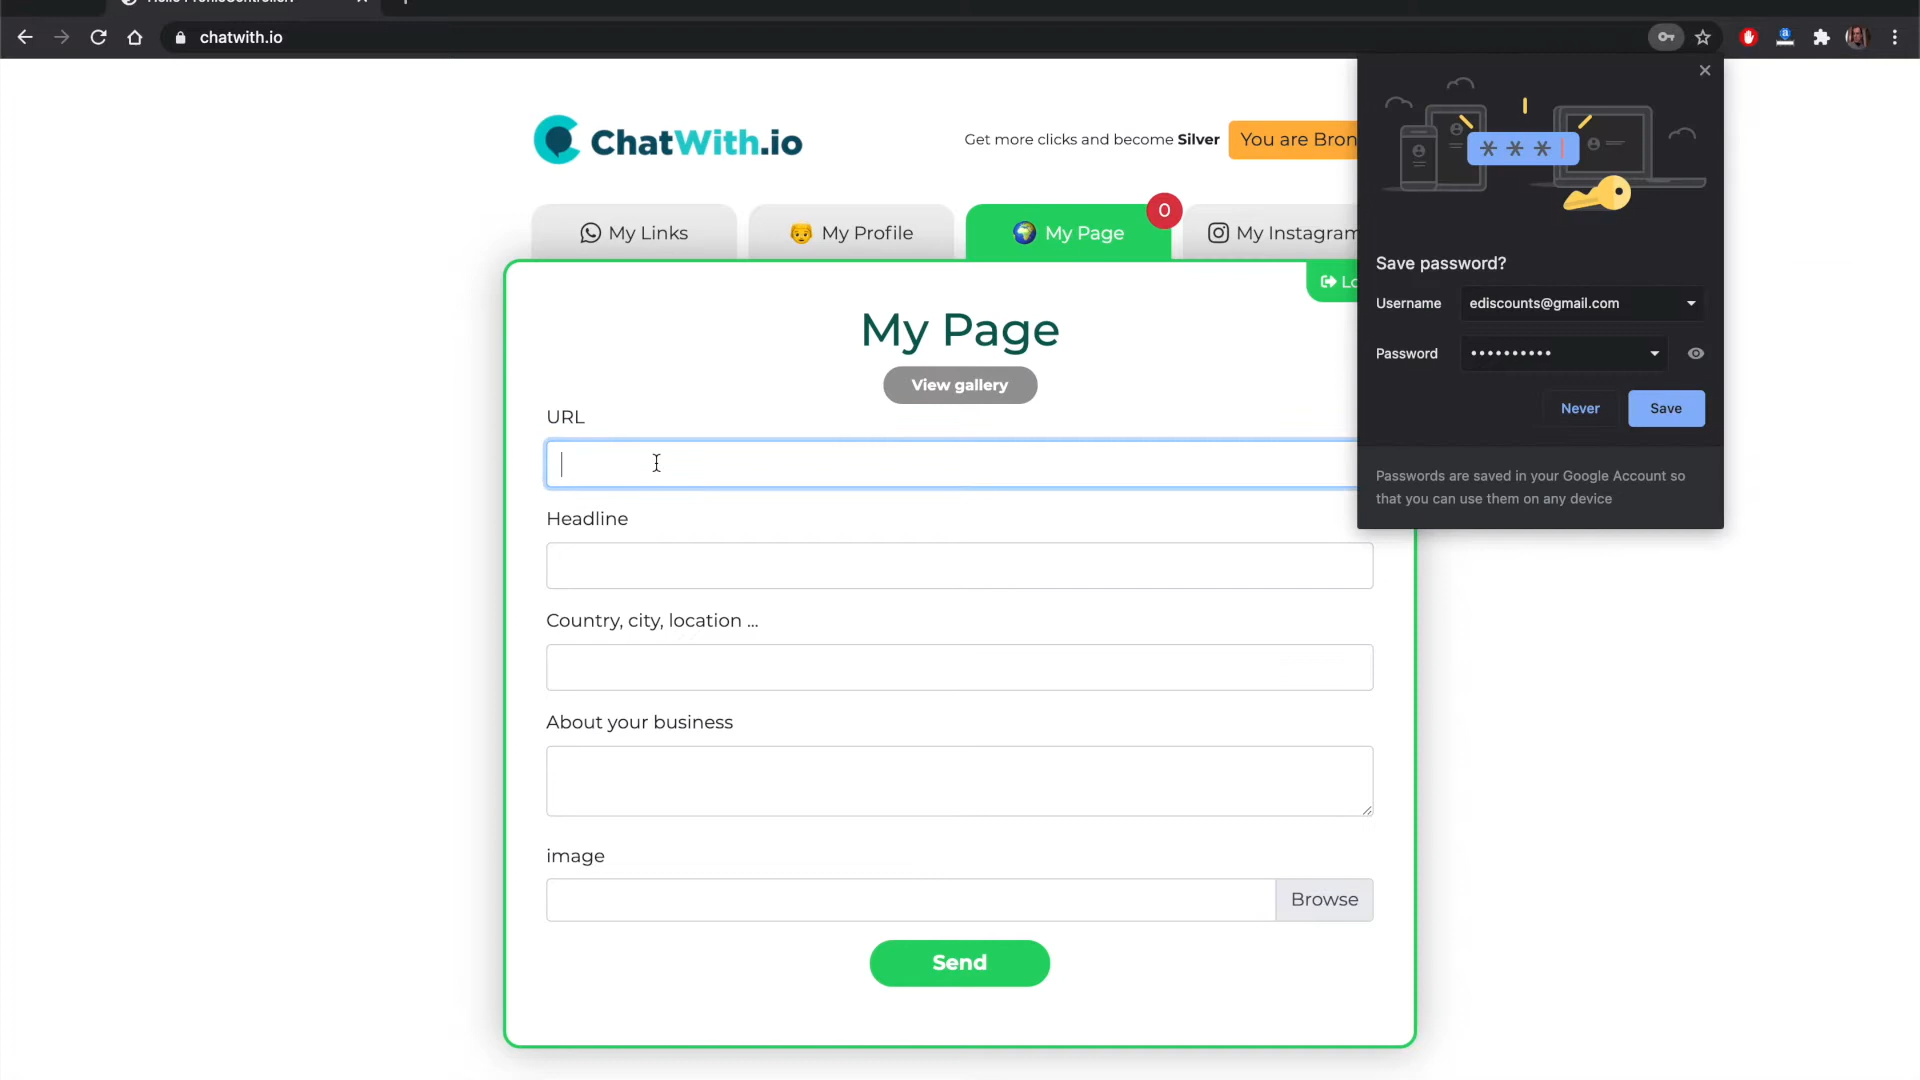 chatwith.io
ChatWith.io
Get more clicks and become Silver
You are Bron
My Links
My Profile
My Page
0
My Instagram
My Page
View gallery
URL
Headline
Country, city, location ...
About your business
image
Browse
Send
* * *
Save password?
Username
ediscounts@gmail.com
Password
••••••••••
Never
Save
Passwords are saved in your Google Account so
that you can use them on any device